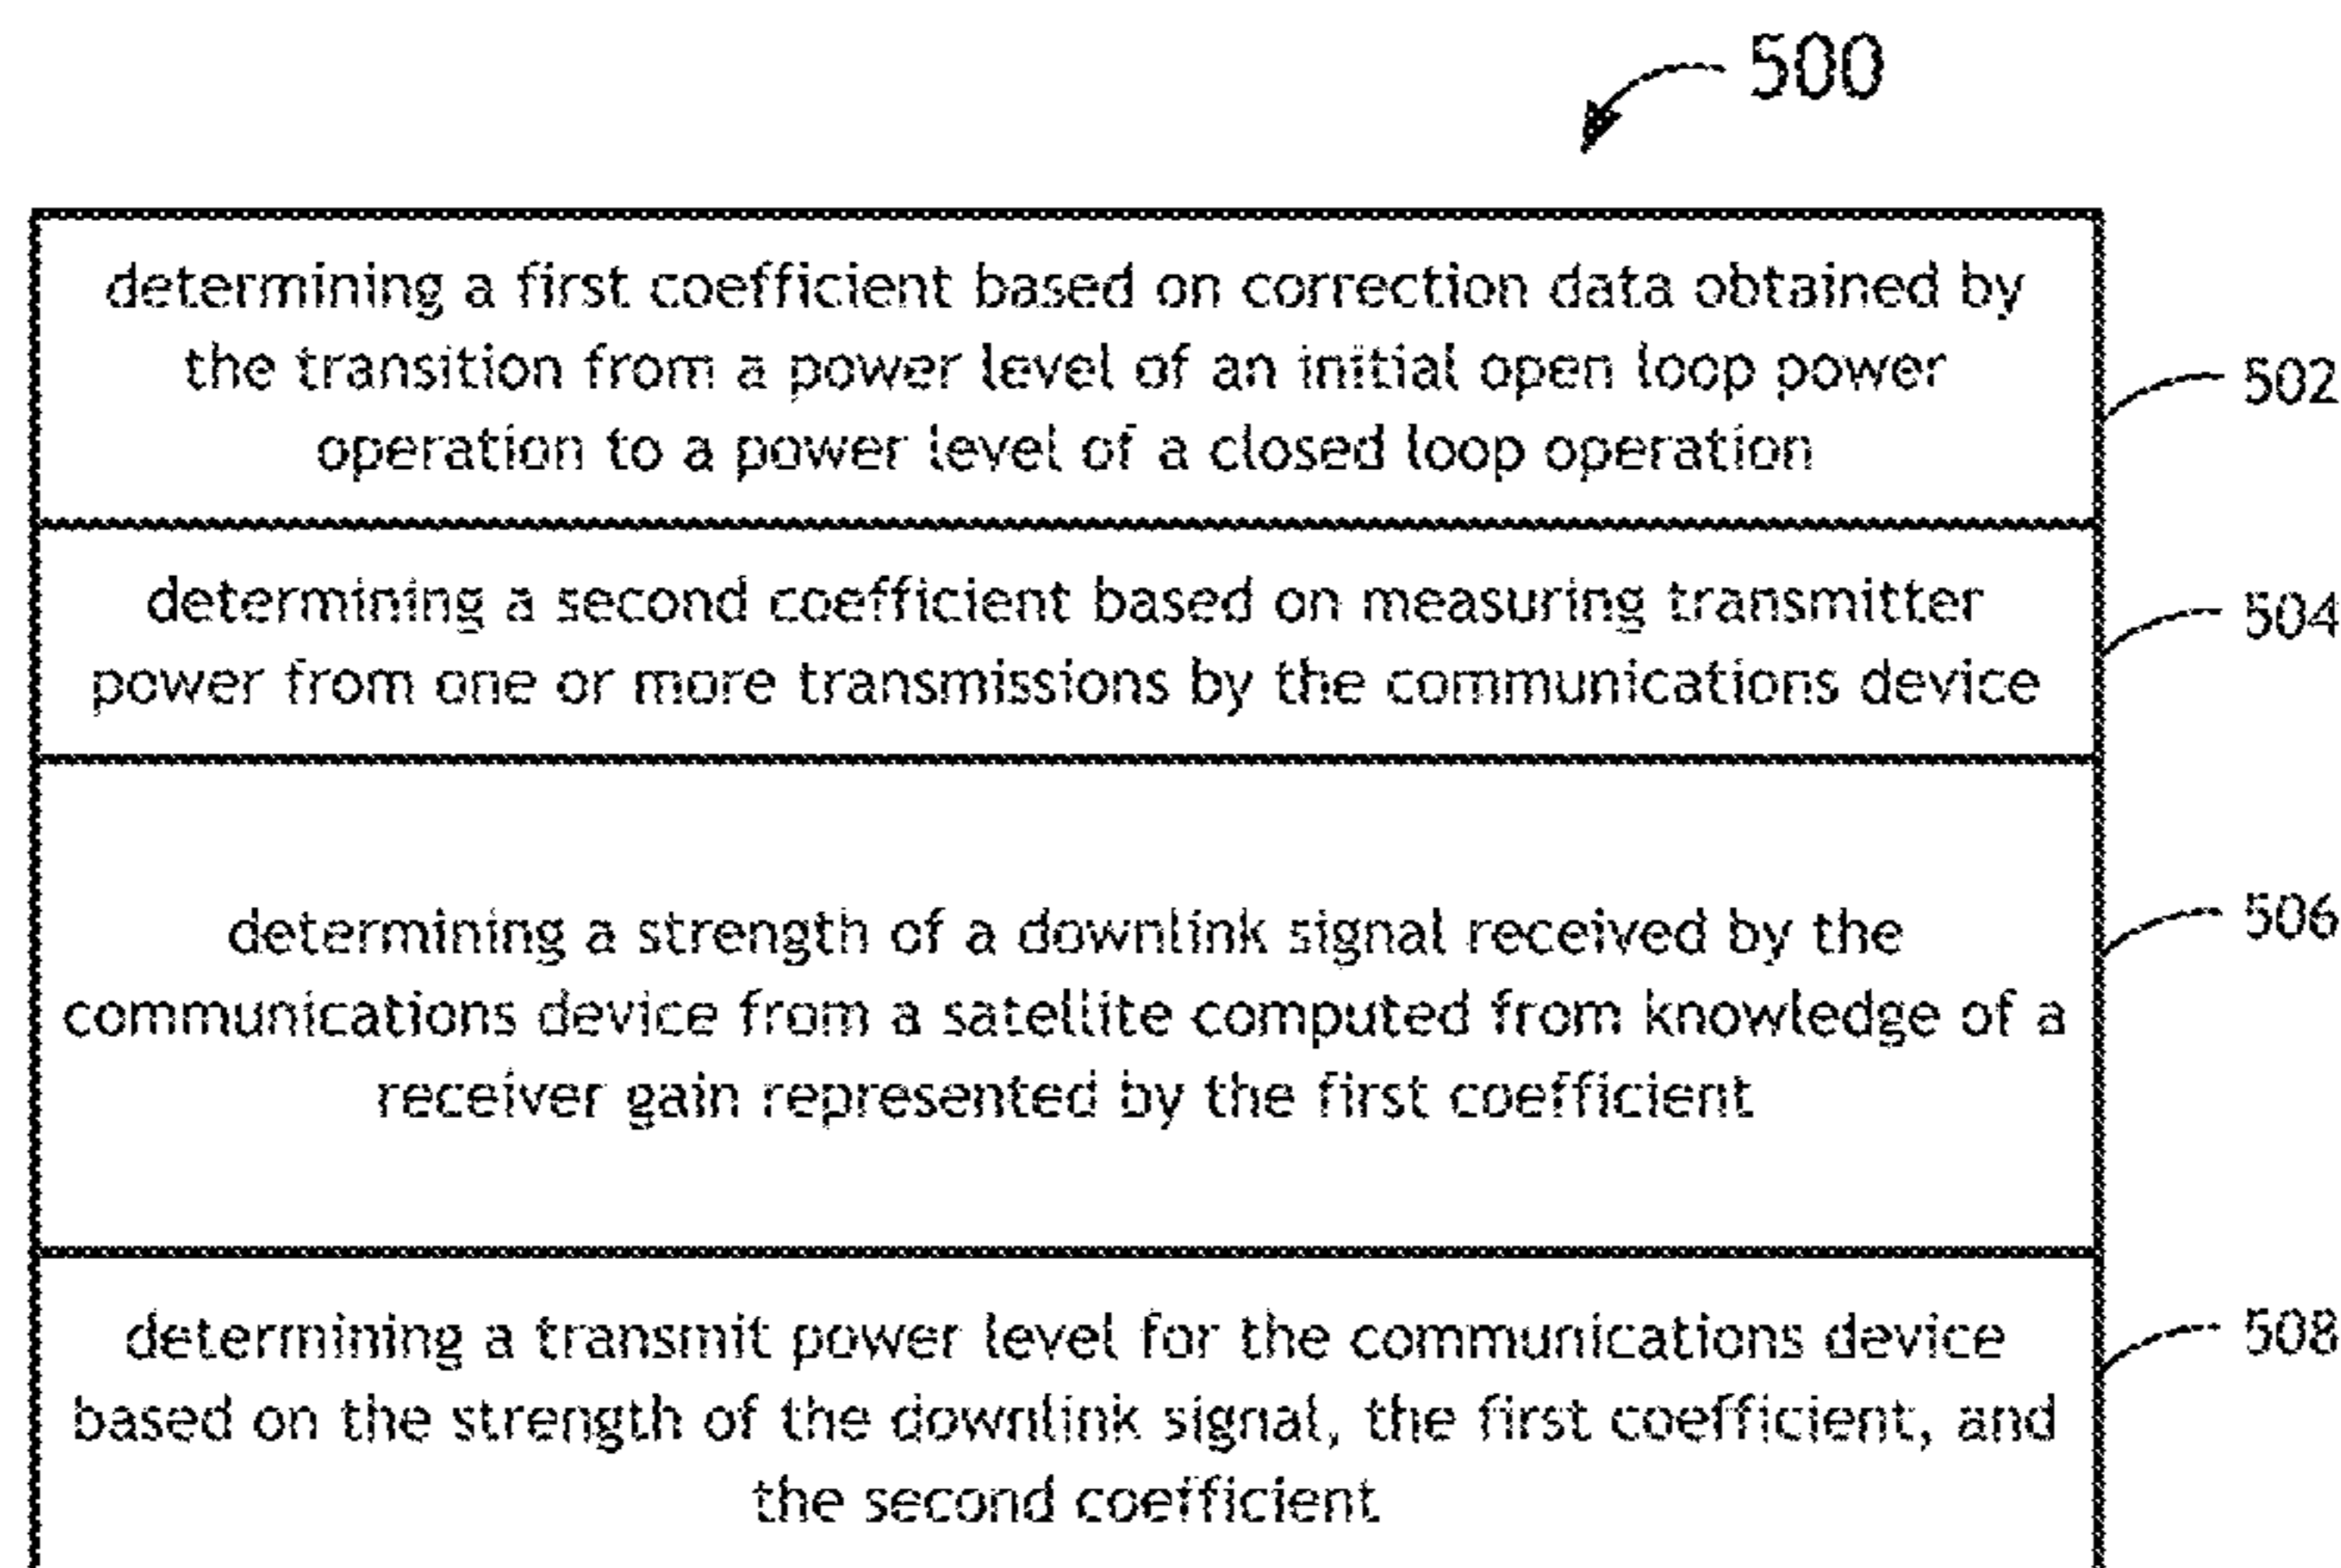 500
determining a first coefficient based on correction data obtained by
the transition from a power level of an initial open loop power
operation to a power level of a closed loop operation
502
determining a second coefficient based on measuring transmitter
power from one or more transmissions by the communications device
504
determining a strength of a downlink signal received by the
communications device from a satellite computed from knowledge of a
receiver gain represented by the first coefficient
506
determining a transmit power level for the communications device
based on the strength of the downlink signal, the first coefficient, and
the second coefficient
508